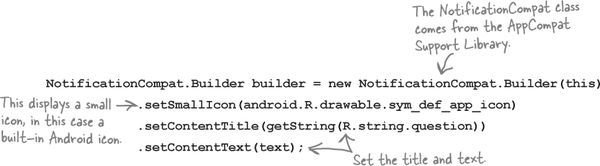 The NotificationCompat class
comes from the AppCompat
Support Library.
NotificationCompat.Builder builder = new NotificationCompat.Builder(this)
This displays a small
icon, in this case a
built-in Android icon.
.setSmallIcon(android.R.drawable.sym_def_app_icon)
.setContentTitle(getString(R.string.question))
.setContentText(text);
Set the title and text.